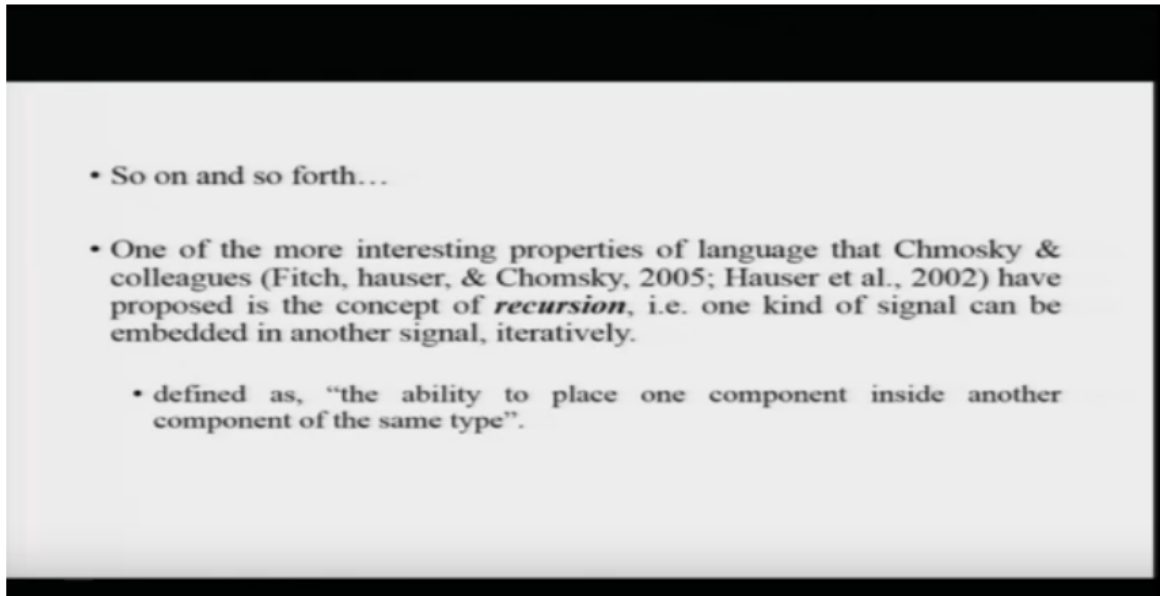 • So on and so forth…
• One of the more interesting properties of language that Chmosky &
colleagues (Fitch, hauser, & Chomsky, 2005; Hauser et al., 2002) have
proposed is the concept of recursion, i.e. one kind of signal can be
embedded in another signal, iteratively.
• defined as, “the ability to place one component inside another
component of the same type”.